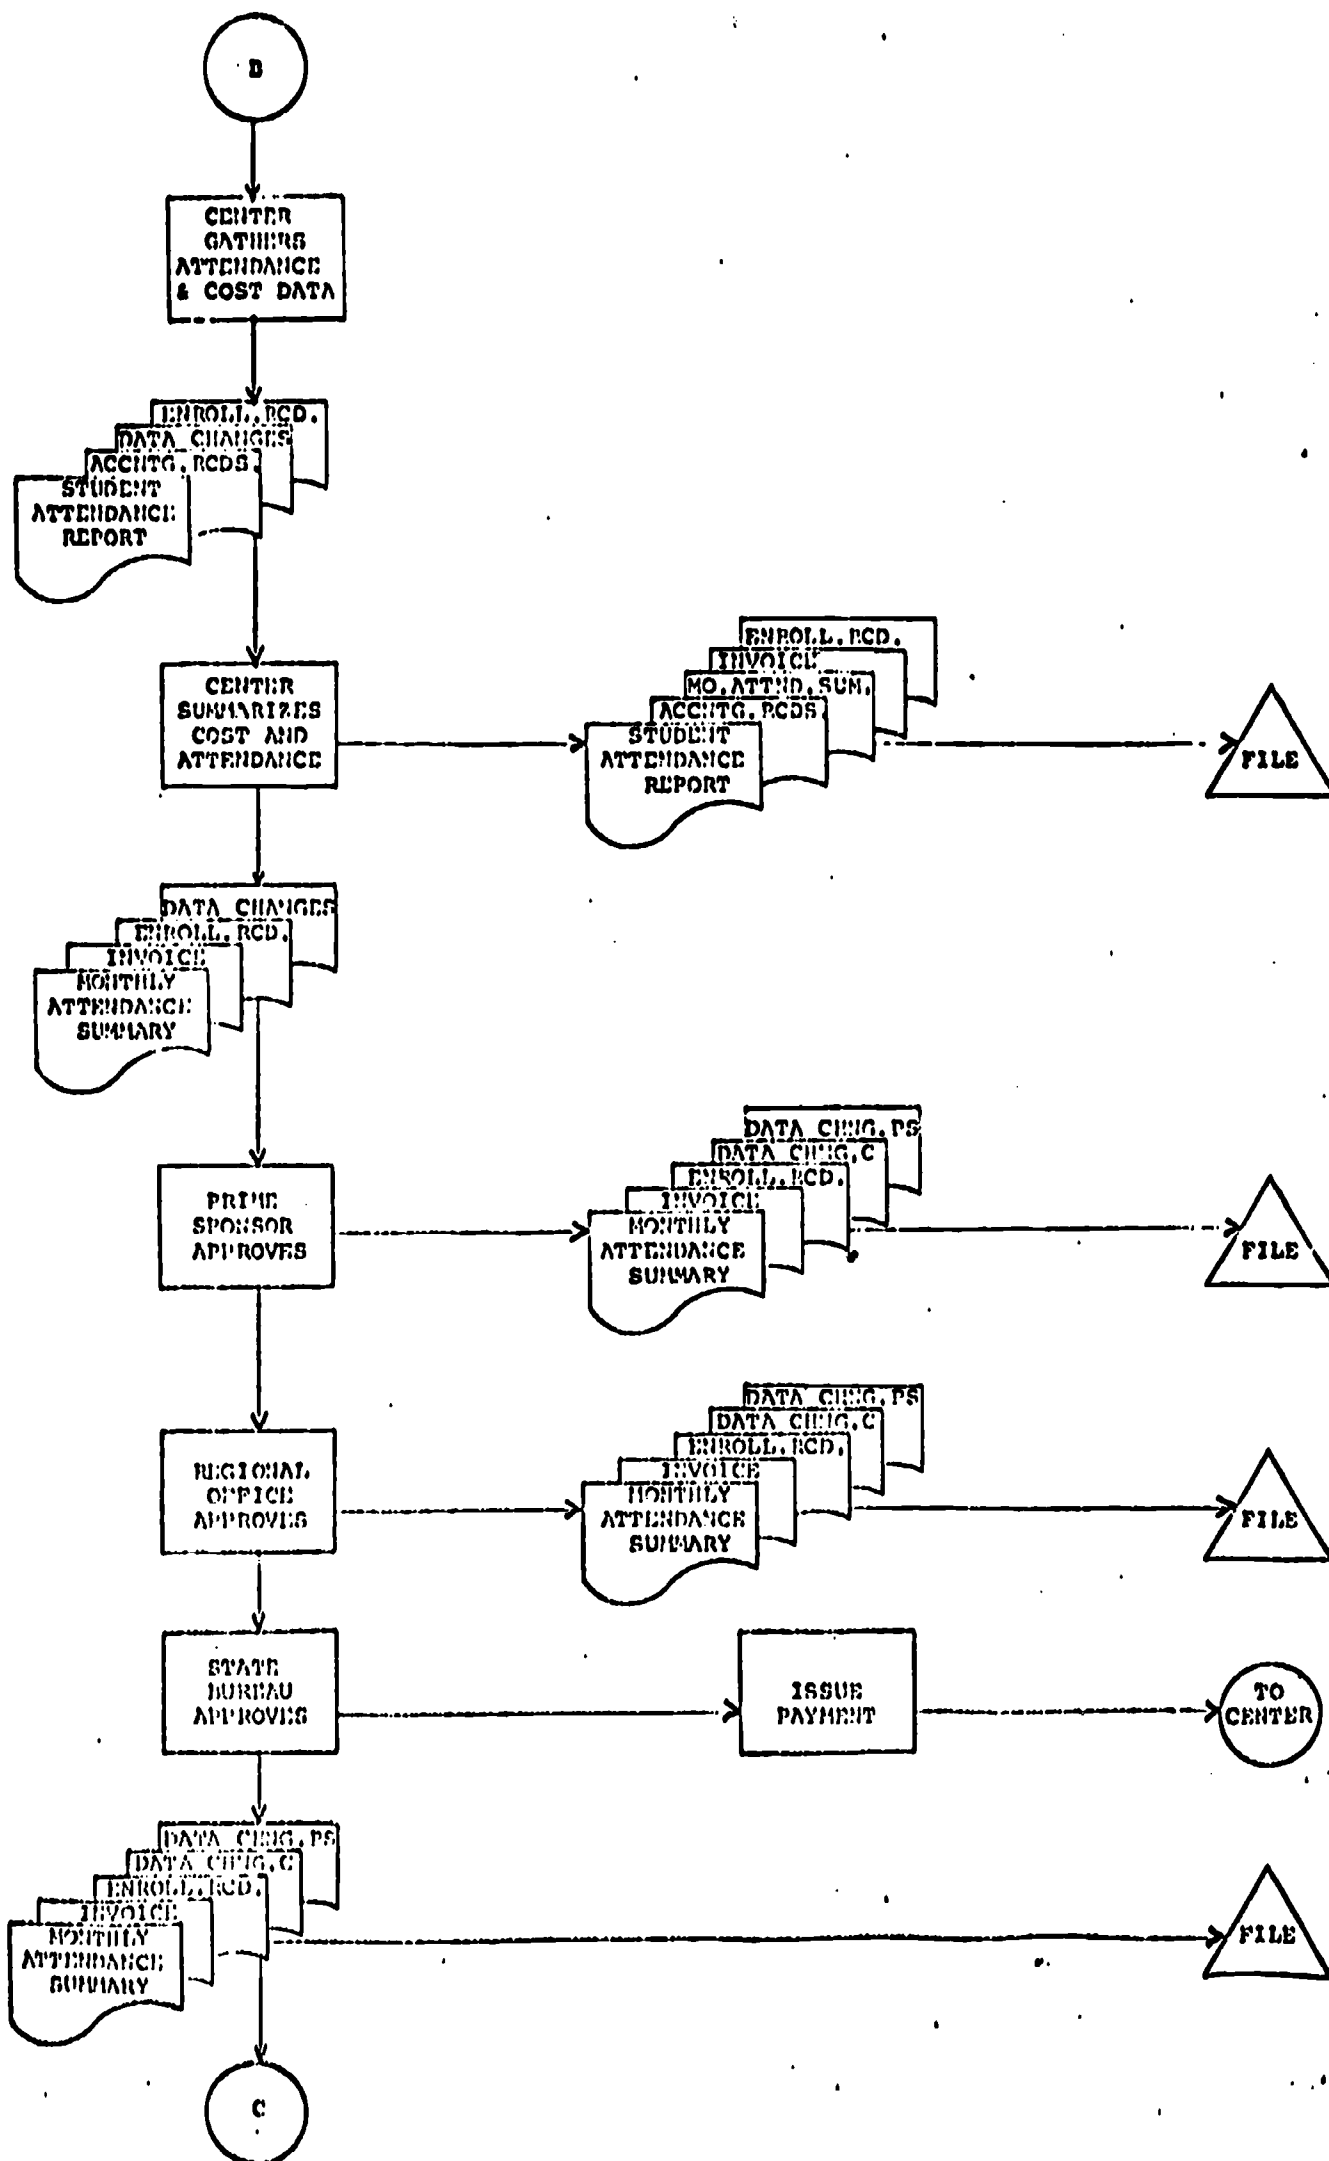 B
CENTER
GATHERS
ATTENDANCE
& COST DATA
ENROLL.RCD.
DATA CHANGES
ACCNTG.RCDS.
STUDENT
ATTENDANCE
REPORT
CENTER
SUMMARIZES
COST AND
ATTENDANCE
ENROLL.RCD.
INVOICE
MO.ATTND.SUM.
ACCNTG.RCDS.
STUDENT
ATTENDANCE
REPORT
FILE
DATA CHANGES
ENROLL.RCD.
INVOICE
MONTHLY
ATTENDANCE
SUMMARY
PRIME
SPONSOR
APPROVES
DATA CHNG.PS
DATA CHNG.C
ENROLL.RCD.
INVOICE
MONTHLY
ATTENDANCE
SUMMARY
FILE
REGIONAL
OFFICE
APPROVES
DATA CHNG.PS
DATA CHNG.C
ENROLL.RCD.
INVOICE
MONTHLY
ATTENDANCE
SUMMARY
FILE
STATE
BUREAU
APPROVES
ISSUE
PAYMENT
TO
CENTER
DATA CHNG.PS
DATA CHNG.C
ENROLL.RCD.
INVOICE
MONTHLY
ATTENDANCE
SUMMARY
FILE
C